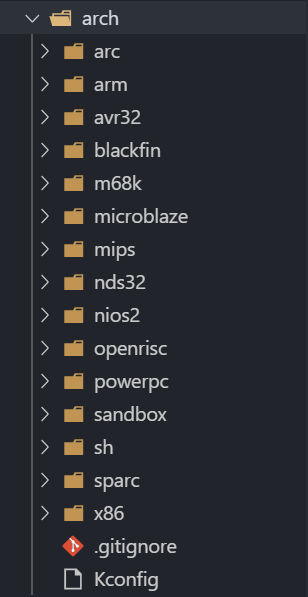 arch
arc
arm
avr32
blackfin
m68k
microblaze
mips
nds32
nios2
openrisc
powerpc
sandbox
sh
sparc
x86
.gitignore
Kconfig